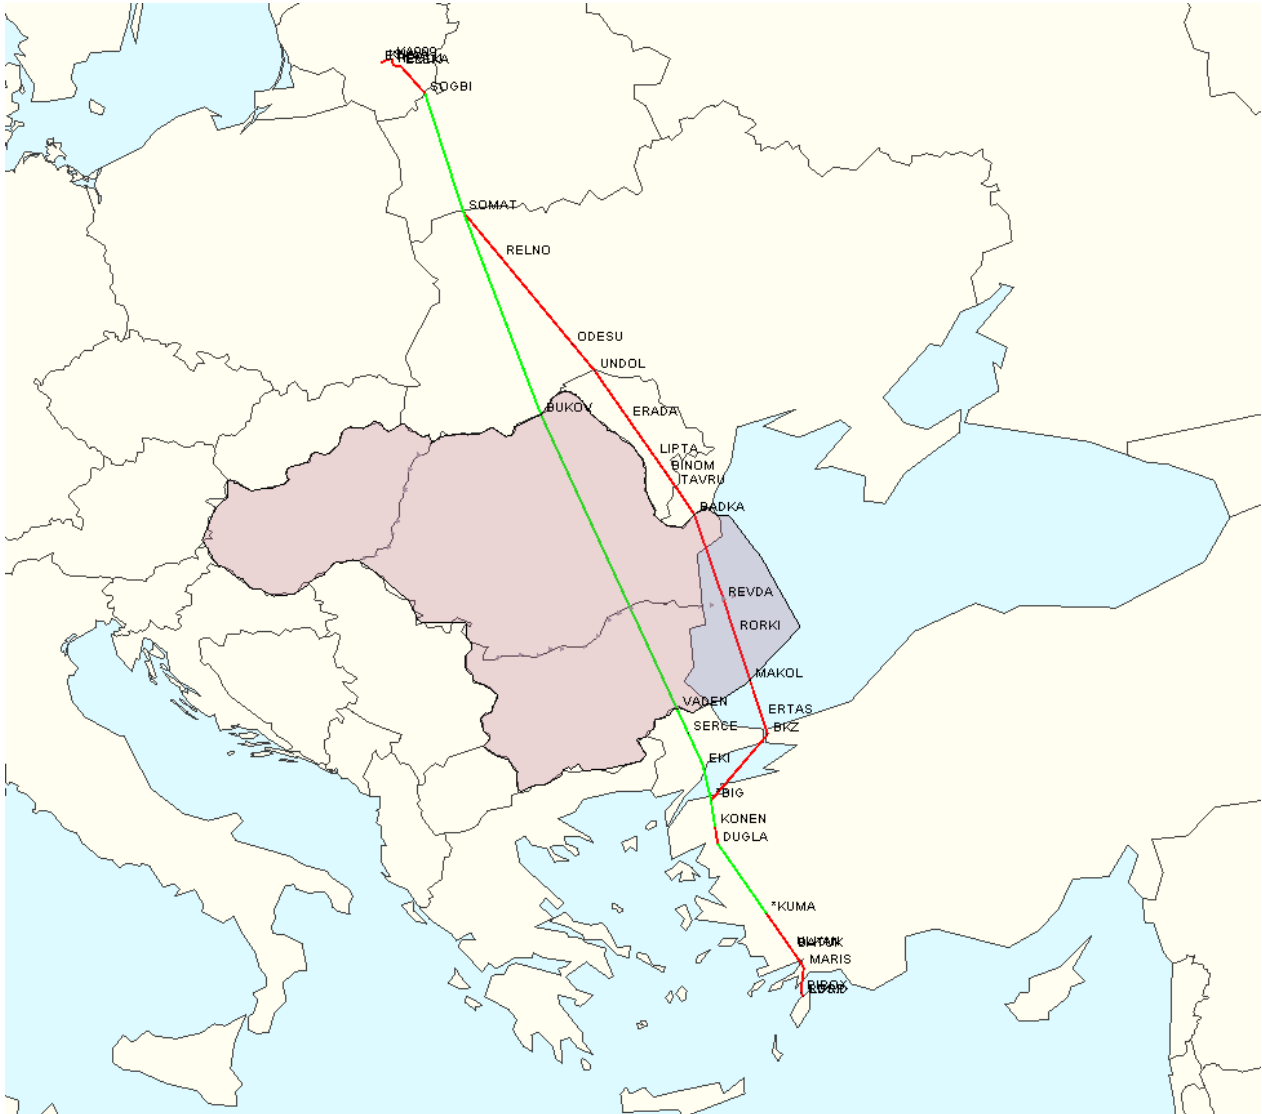 SOGBI
SOMAT
RELNO
ODESU
UNDOL
BUKOV
ERADA
LIPTA
BINOM
ITAVRU
BADKA
REVDA
RORKI
MAKOL
VADEN
ERTAS
SERCE
BKZ
EKI
*BIG
KONEN
DUGLA
*KUMA
MARIS